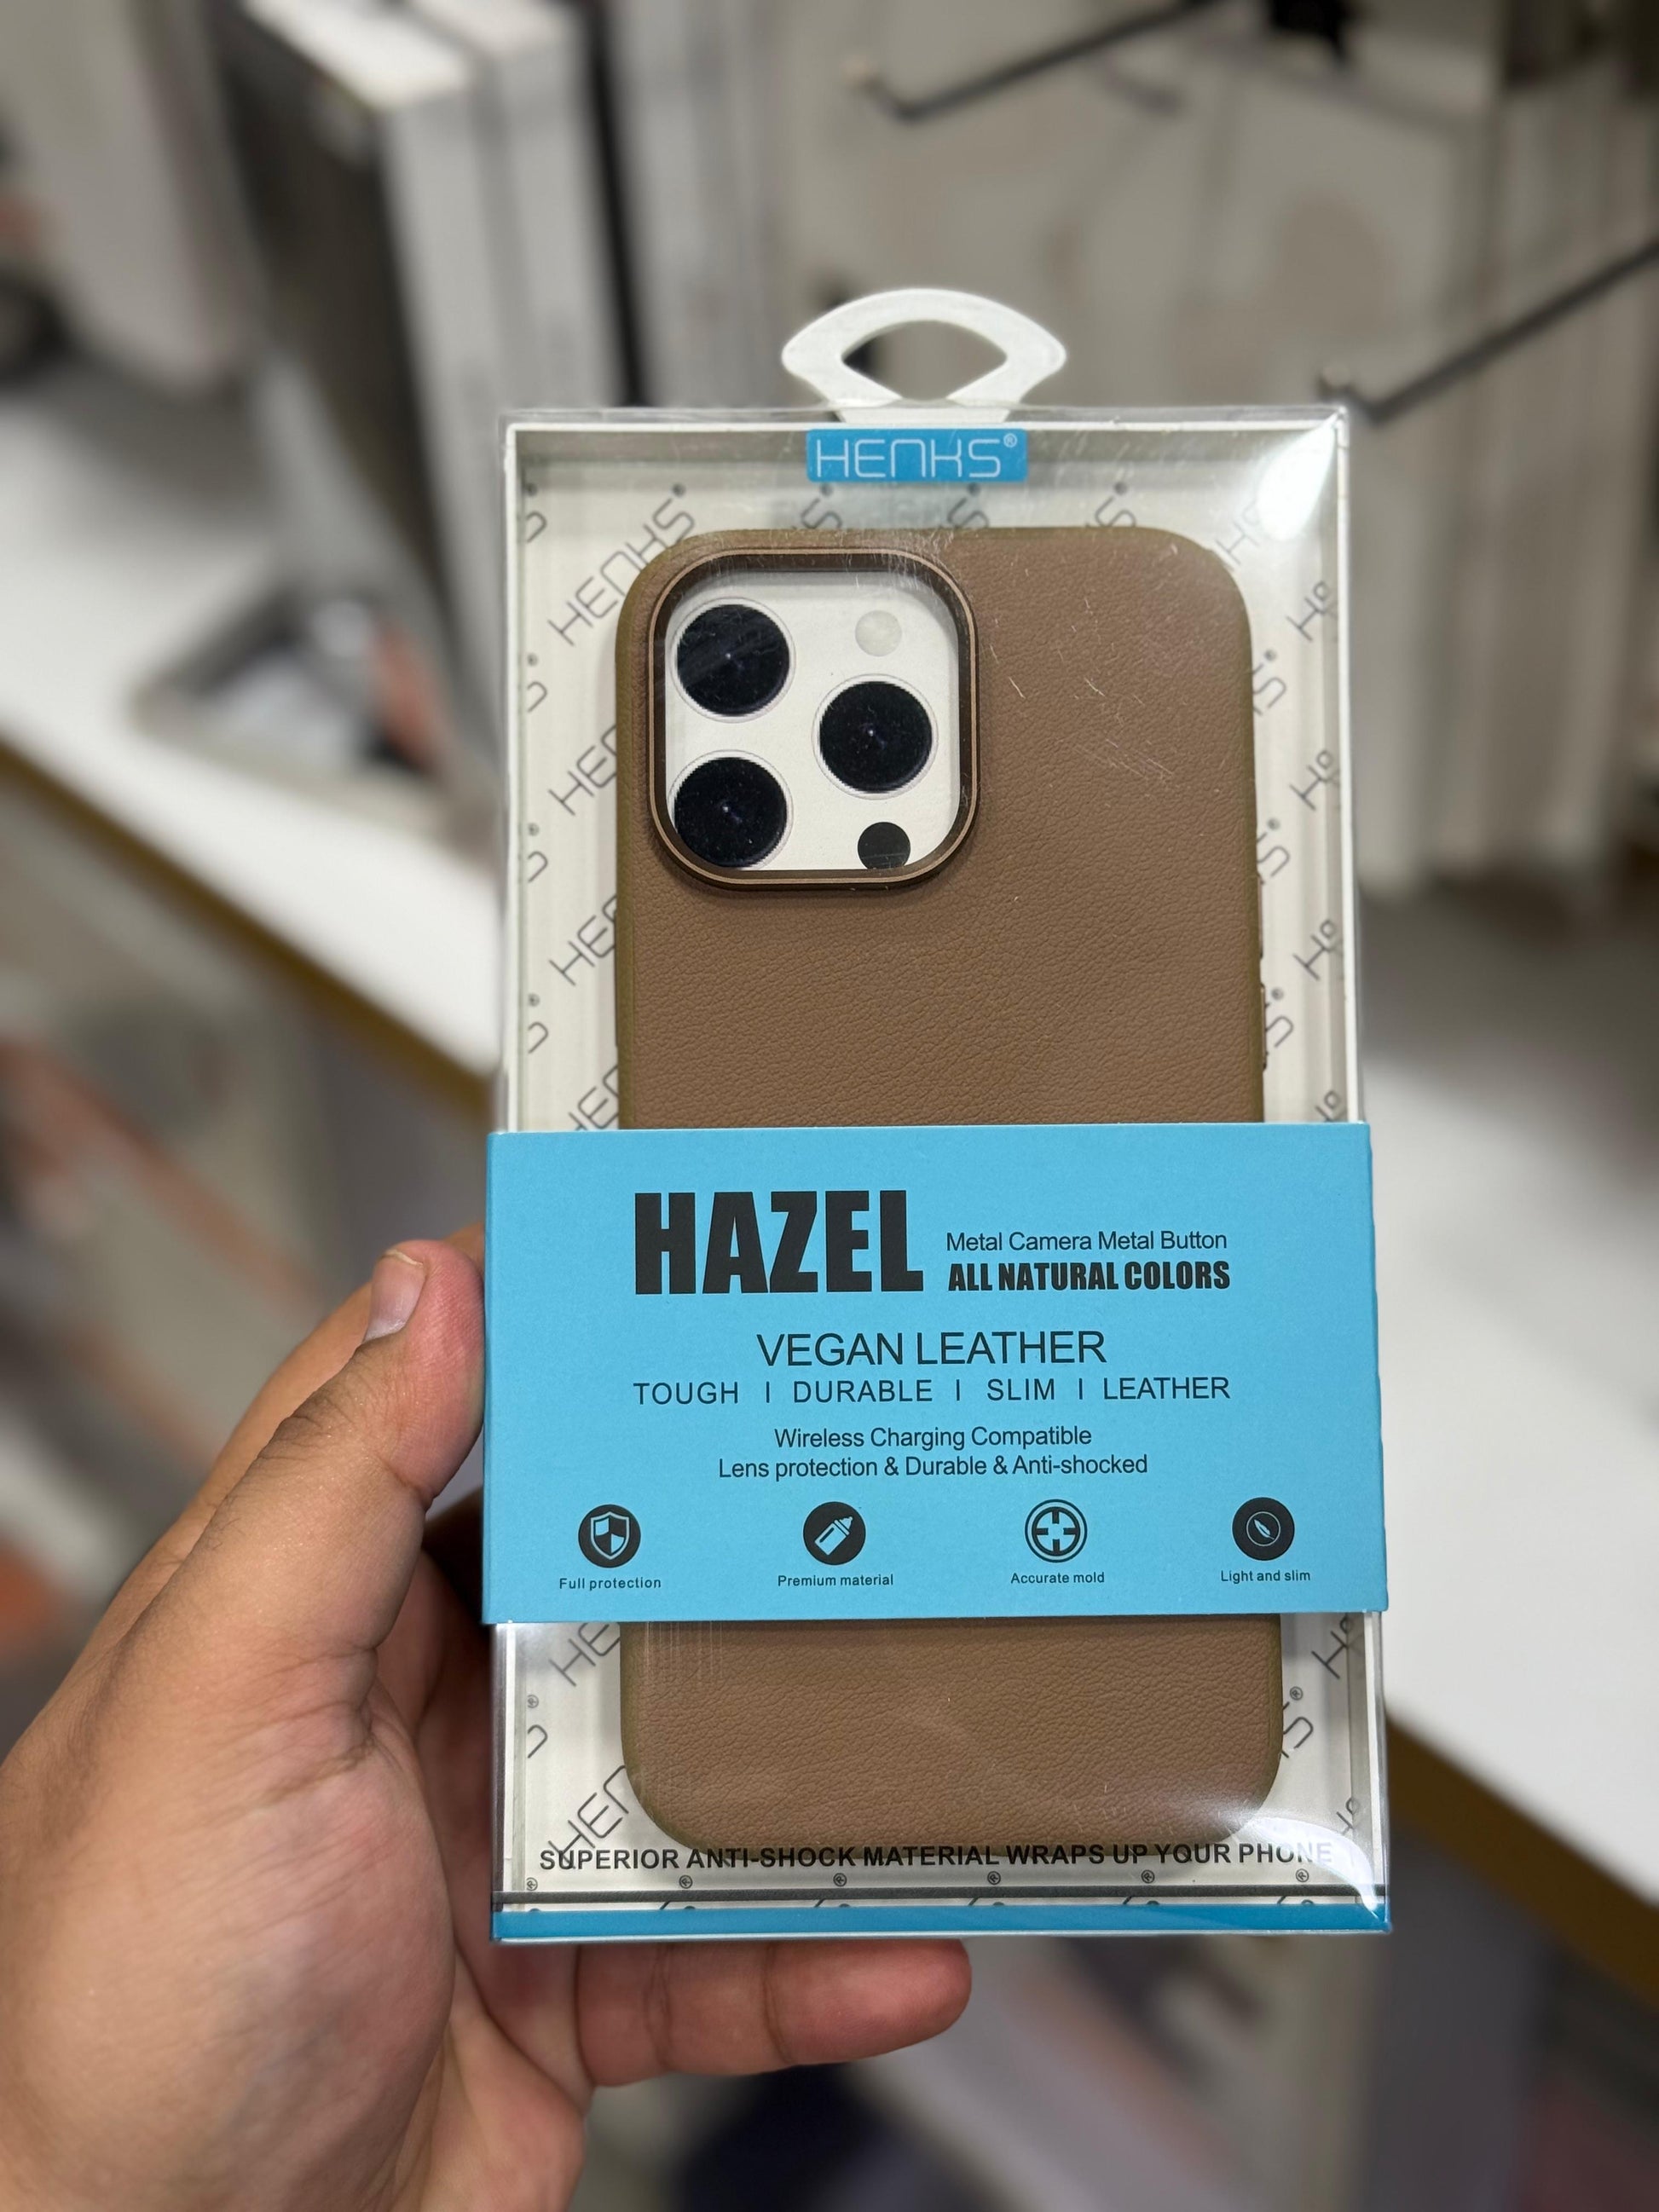 HENKS®
HENKS®
HAZEL
Metal Camera Metal Button
ALL NATURAL COLORS
VEGAN LEATHER
TOUGH | DURABLE | SLIM | LEATHER
Wireless Charging Compatible
Lens protection & Durable & Anti-shocked
Full protection
Premium material
Accurate mold
Light and slim
SUPERIOR ANTI-SHOCK MATERIAL WRAPS UP YOUR PHONE